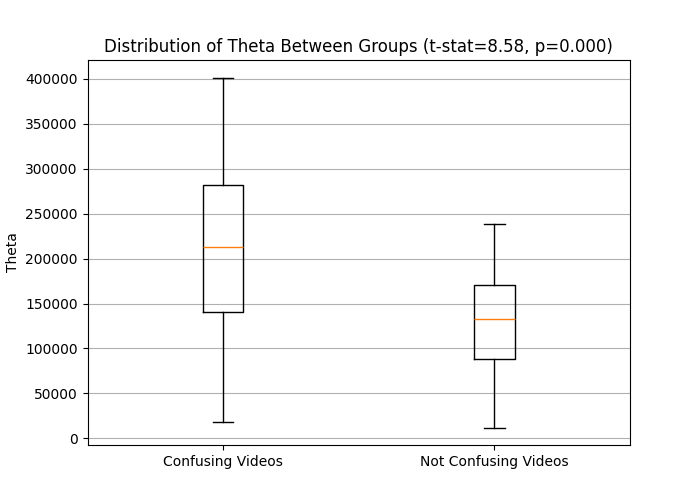 Distribution of Theta Between Groups (t-stat=8.58, p=0.000)
400000
350000
300000
250000
200000
150000
100000
50000
0
Theta
Confusing Videos
Not Confusing Videos